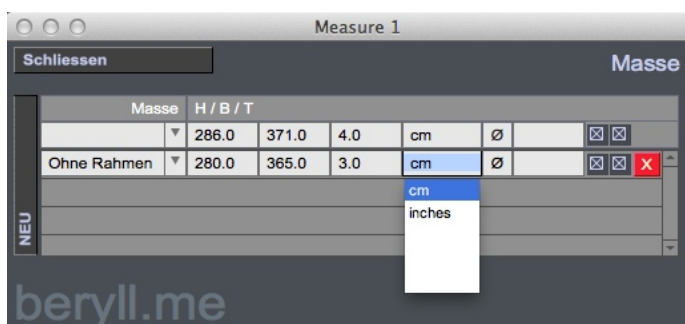 Measure 1
Schliessen
Masse
Masse H / B / T
286.0 371.0 4.0 cm Ø
Ohne Rahmen 280.0 365.0 3.0 cm Ø X
cm
inches
NEU
beryll.me